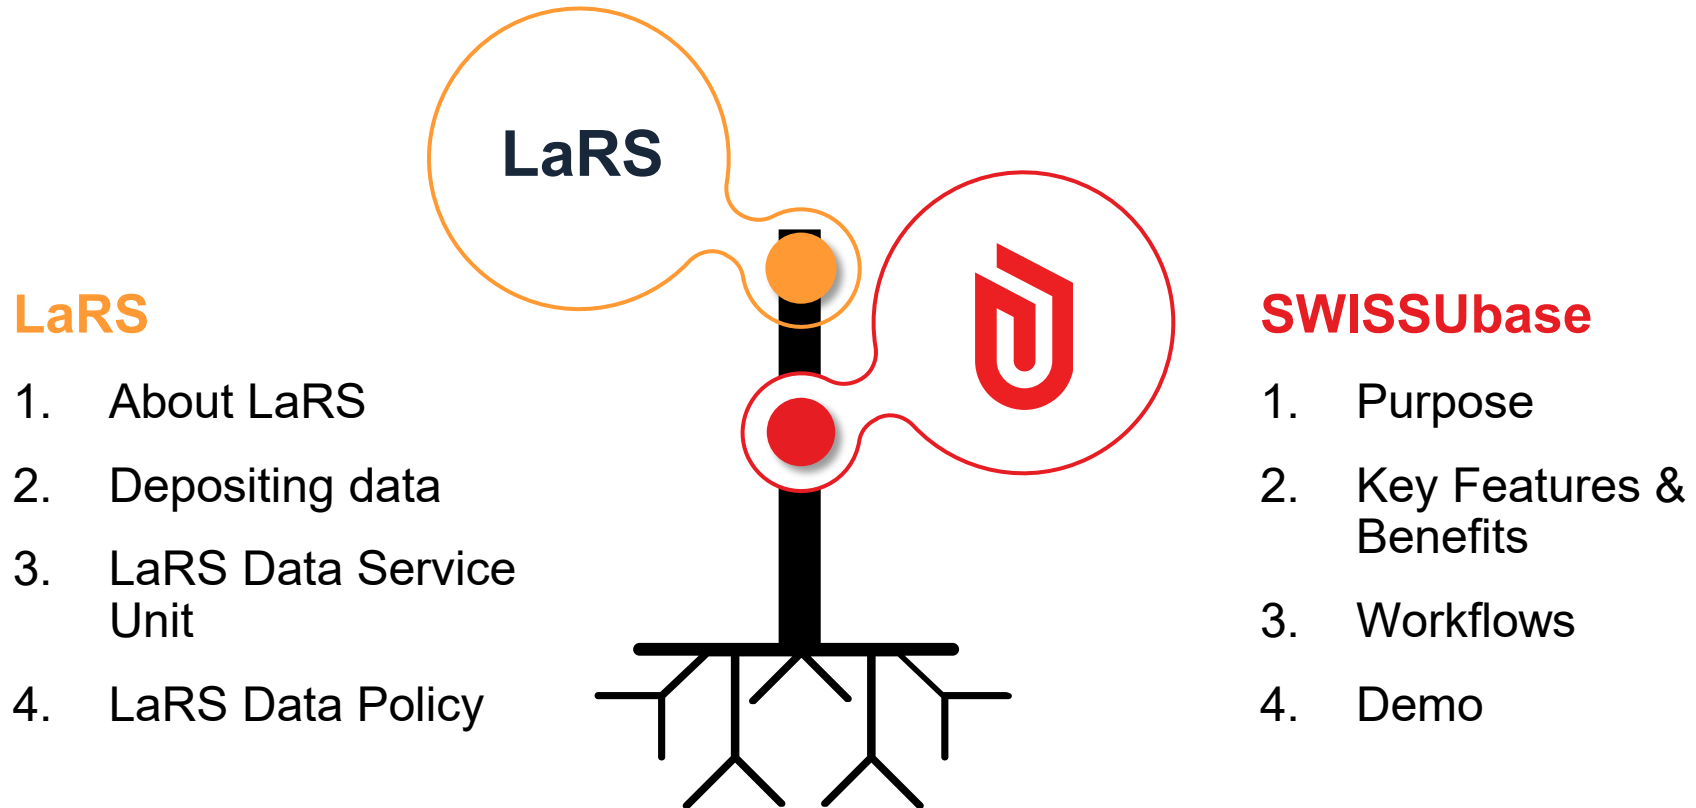 LaRS
LaRS
1. About LaRS
2. Depositing data
3. LaRS Data Service
Unit
4. LaRS Data Policy
SWISSUbase
1. Purpose
2. Key Features &
Benefits
3. Workflows
4. Demo